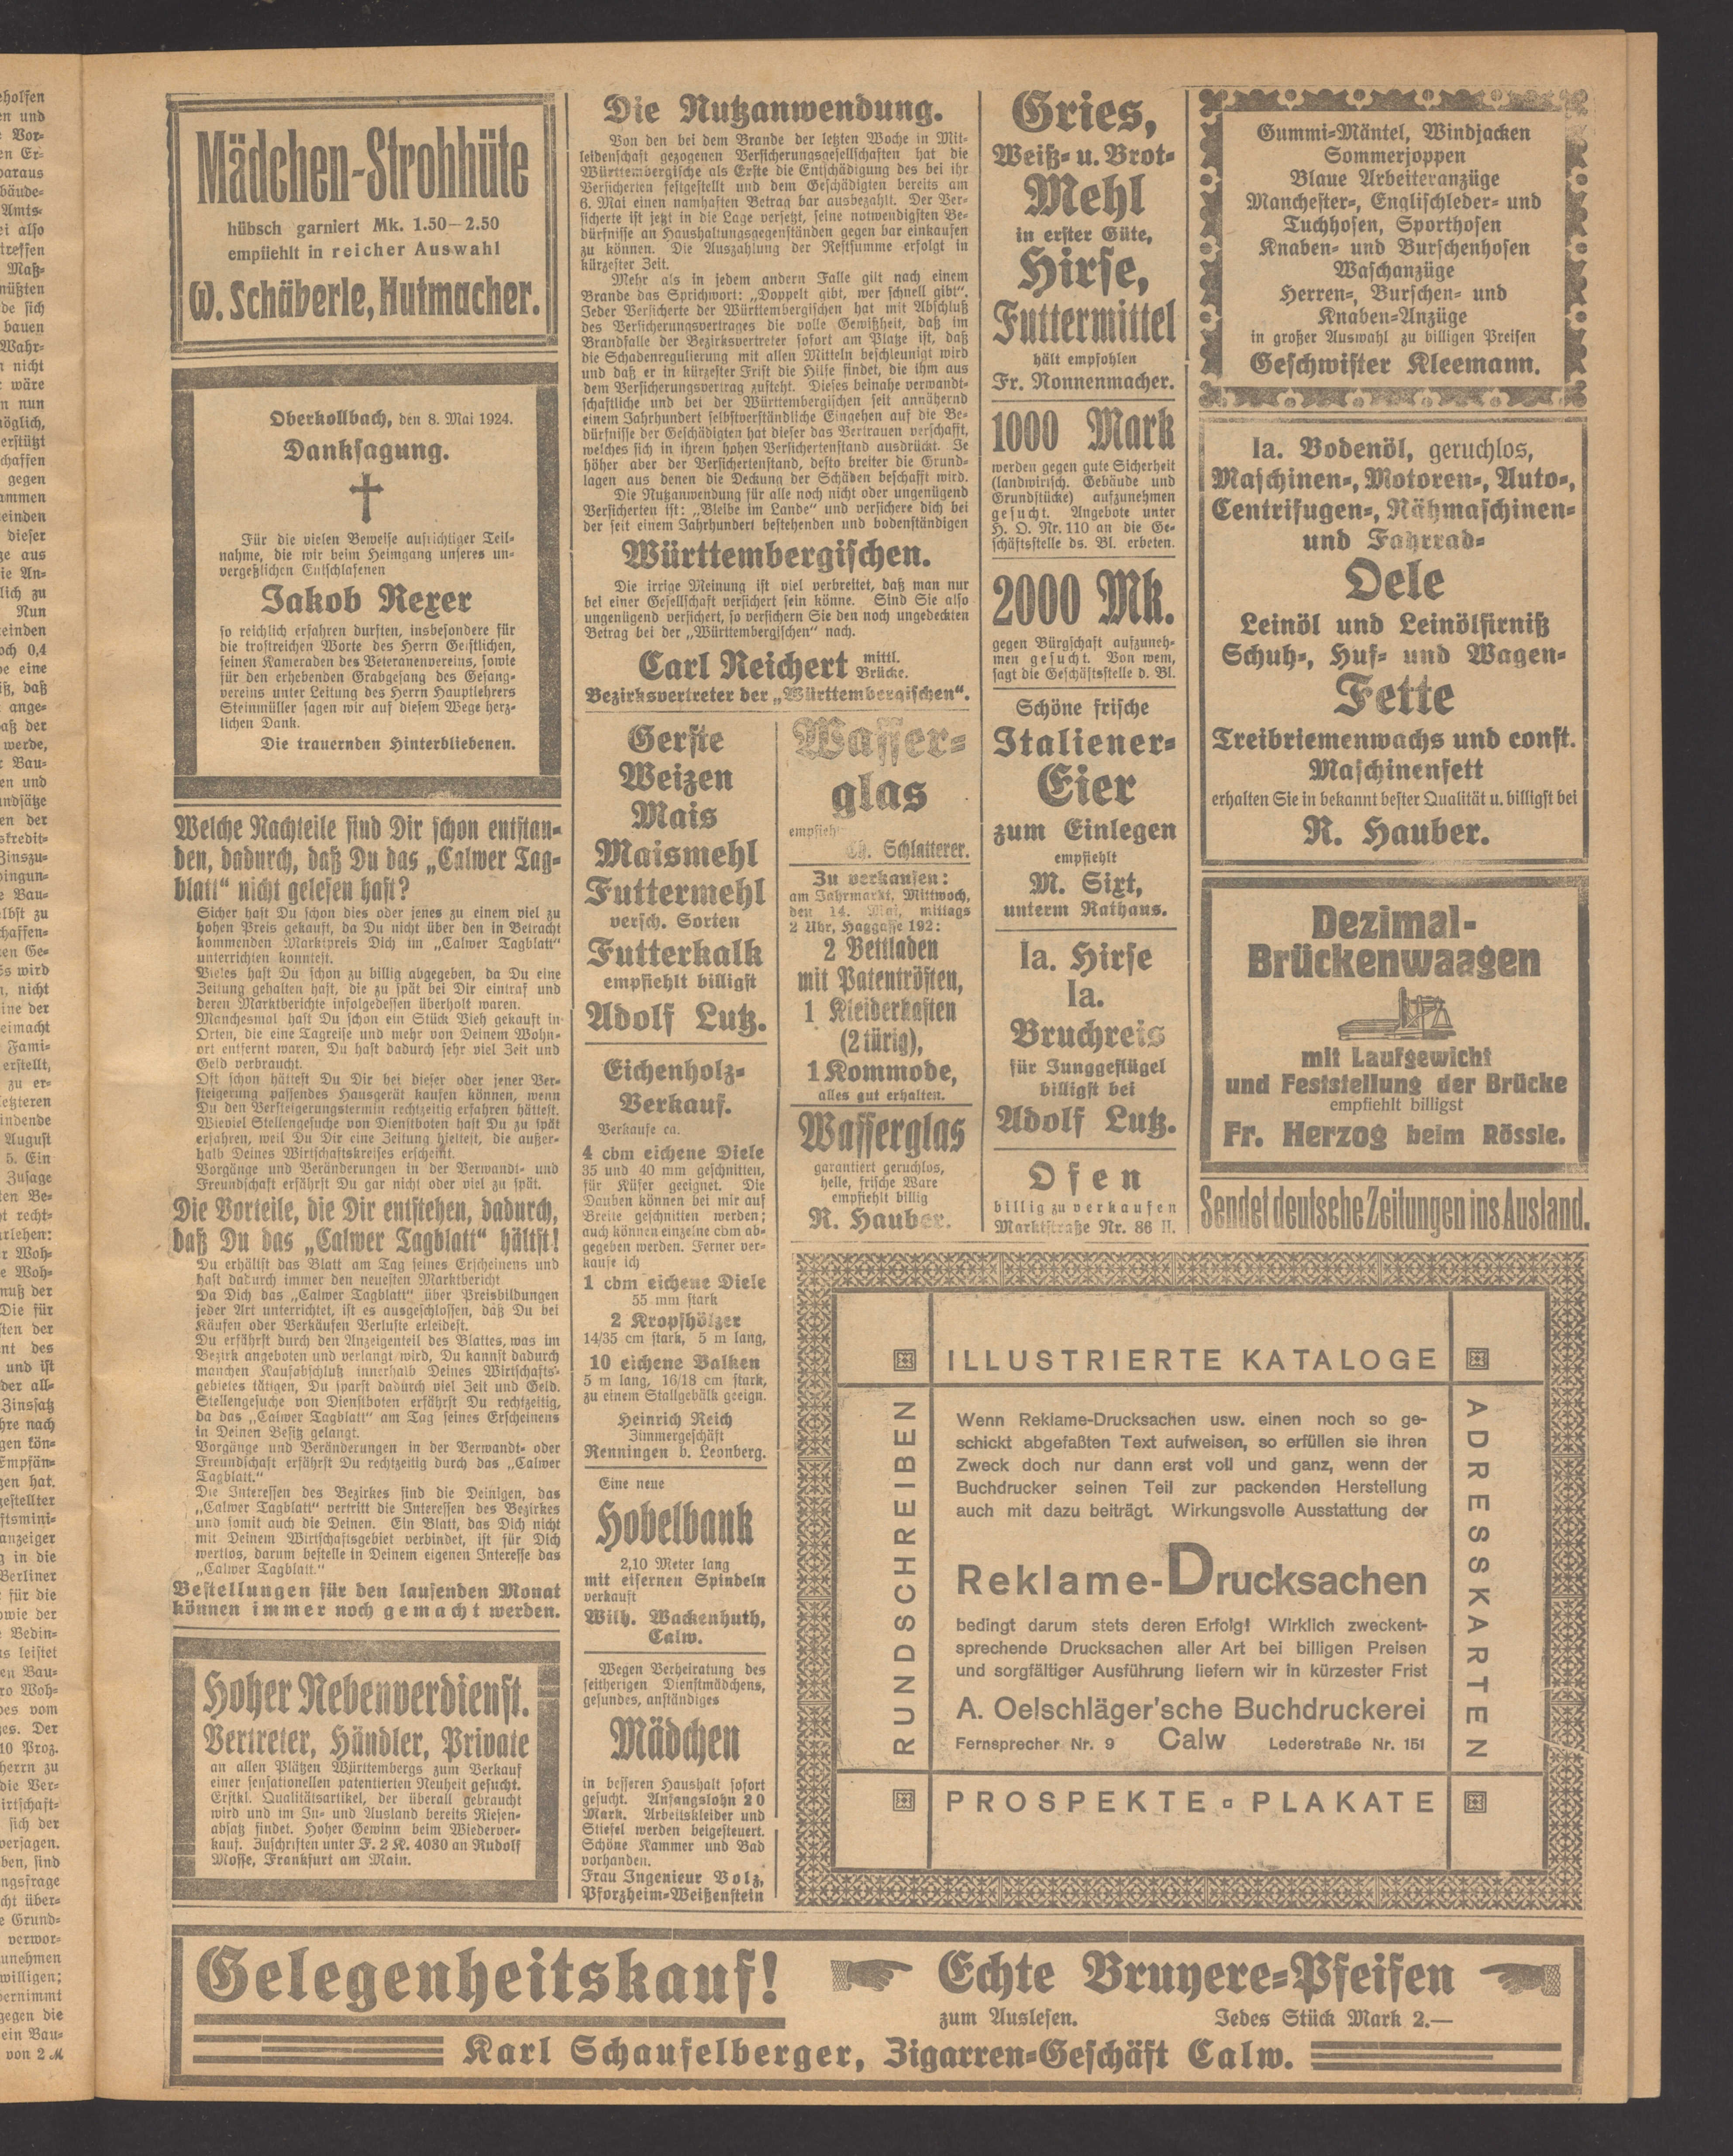 Mädchen-Strohhüte
hübsch garniert Mk. 1.50—2.50
empfiehlt in reicher Auswahl
W. Schäberle, Hutmacher.
Oberkollbach, den 8. Mai 1924.
Danksagung.
Für die vielen Beweise aufrichtiger Teil-
nahme, die wir beim Heimgang unseres un-
vergeßlichen Entschlafenen
Jakob Rexer
so reichlich erfahren durften, insbesondere für
die trostreichen Worte des Herrn Geistlichen,
seinen Kameraden des Veteranenvereins, sowie
für den erhebenden Grabgesang des Gesang-
vereins unter Leitung des Herrn Hauptlehrers
Steinmüller sagen wir auf diesem Wege herz-
lichen Dank.
Die trauernden Hinterbliebenen.
Welche Nachteile sind Dir schon entstan-
den, dadurch, daß Du das „Calwer Tag-
blatt“ nicht gelesen hast?
Sicher hast Du schon dies oder jenes zu einem viel zu
hohen Preis gekauft, da Du nicht über den in Betracht
kommenden Marktpreis Dich im „Calwer Tagblatt“
unterrichten konntest.
Vieles hast Du schon zu billig abgegeben, da Du eine
Zeitung gehalten hast, die zu spät bei Dir eintraf und
deren Marktberichte infolgedessen überholt waren.
Manchesmal hast Du schon ein Stück Vieh gekauft in
Orten, die eine Tagreise und mehr von Deinem Wohn-
ort entfernt waren, Du hast dadurch sehr viel Zeit und
Geld verbraucht.
Oft schon hättest Du Dir bei dieser oder jener Ver-
steigerung passendes Hausgerät kaufen können, wenn
Du den Versteigerungstermin rechtzeitig erfahren hättest.
Wieviel Stellengesuche von Dienstboten hast Du zu spät
erfahren, weil Du Dir eine Zeitung hieltest, die außer-
halb Deines Wirtschaftskreises erscheint.
Vorgänge und Veränderungen in der Verwandt- und
Freundschaft erfährst Du gar nicht oder viel zu spät.
Die Vorteile, die Dir entstehen, dadurch,
daß Du das „Calwer Tagblatt“ hältst!
Du erhältst das Blatt am Tag seines Erscheinens und
hast dadurch immer den neuesten Marktbericht
Da Dich das „Calwer Tagblatt“ über Preisbildungen
jeder Art unterrichtet, ist es ausgeschlossen, daß Du bei
Käufen oder Verkäufen Verluste erleidest.
Du erfährst durch den Anzeigenteil des Blattes, was im
Bezirk angeboten und verlangt wird, Du kannst dadurch
manchen Kaufabschluß innerhalb Deines Wirtschafts-
gebietes tätigen, Du sparst dadurch viel Zeit und Geld.
Stellengesuche von Dienstboten erfährst Du rechtzeitig,
da das „Calwer Tagblatt“ am Tag seines Erscheinens
in Deinen Besitz gelangt.
Vorgänge und Veränderungen in der Verwandt- oder
Freundschaft erfährst Du rechtzeitig durch das „Calwer
Tagblatt.“
Die Interessen des Bezirkes sind die Deinigen, das
„Calwer Tagblatt“ vertritt die Interessen des Bezirkes
und somit auch die Deinen. Ein Blatt, das Dich nicht
mit Deinem Wirtschaftsgebiet verbindet, ist für Dich
wertlos, darum bestelle in Deinem eigenen Interesse das
„Calwer Tagblatt.“
Bestellungen für den laufenden Monat
können immer noch gemacht werden.
Hoher Nebenverdienst.
Vertreter, Händler, Private
an allen Plätzen Württembergs zum Verkauf
einer sensationellen patentierten Neuheit gesucht.
Erstkl. Qualitätsartikel, der überall gebraucht
wird und im In- und Ausland bereits Riesen-
absatz findet. Hoher Gewinn beim Wiederver-
kauf. Zuschriften unter F. 2 K. 4030 an Rudolf
Mosse, Frankfurt am Main.
Die Nutzanwendung.
Von den bei dem Brande der letzten Woche in Mit-
leidenschaft gezogenen Versicherungsgesellschaften hat die
Württembergische als Erste die Entschädigung des bei ihr
Versicherten festgestellt und dem Geschädigten bereits am
6. Mai einen namhaften Betrag bar ausbezahlt. Der Ver-
sicherte ist jetzt in die Lage versetzt, seine notwendigsten Be-
dürfnisse an Haushaltungsgegenständen gegen bar einkaufen
zu können. Die Auszahlung der Restsumme erfolgt in
kürzester Zeit.
Mehr als in jedem andern Falle gilt nach einem
Brande das Sprichwort: „Doppelt gibt, wer schnell gibt“.
Jeder Versicherte der Württembergischen hat mit Abschluß
des Versicherungsvertrages die volle Gewißheit, daß im
Brandfalle der Bezirksvertreter sofort am Platze ist, daß
die Schadenregulierung mit allen Mitteln beschleunigt wird
und daß er in kürzester Frist die Hilfe findet, die ihm aus
dem Versicherungsvertrag zusteht. Dieses beinahe verwandt-
schaftliche und bei der Württembergischen seit annähernd
einem Jahrhundert selbstverständliche Eingehen auf die Be-
dürfnisse der Geschädigten hat dieser das Vertrauen verschafft,
welches sich in ihrem hohen Versichertenstand ausdrückt. Je
höher aber der Versichertenstand, desto breiter die Grund-
lagen aus denen die Deckung der Schäden beschafft wird.
Die Nutzanwendung für alle noch nicht oder ungenügend
Versicherten ist: „Bleibe im Lande“ und versichere dich bei
der seit einem Jahrhundert bestehenden und bodenständigen
Württembergischen.
Die irrige Meinung ist viel verbreitet, daß man nur
bei einer Gesellschaft versichert sein könne. Sind Sie also
ungenügend versichert, so versichern Sie den noch ungedeckten
Betrag bei der „Württembergischen“ nach.
Carl Reichert mittl. Brücke.
Bezirksvertreter der „Württembergischen“.
Gerste
Weizen
Mais
Maismehl
Futtermehl
versch. Sorten
Futterkalk
empfiehlt billigst
Adolf Lutz.
Eichenholz-
Verkauf.
Verkaufe ca.
4 cbm eichene Diele
35 und 40 mm geschnitten,
für Küfer geeignet. Die
Dauben können bei mir auf
Breite geschnitten werden;
auch können einzelne cbm ab-
gegeben werden. Ferner ver-
kaufe ich
1 cbm eichene Diele
55 mm stark
2 Kropfhölzer
14/35 cm stark, 5 m lang,
10 eichene Balken
5 m lang, 16/18 cm stark,
zu einem Stallgebälk geeign.
Heinrich Reich
Zimmergeschäft
Renningen b. Leonberg.
Eine neue
Hobelbank
2,10 Meter lang
mit eisernen Spindeln
verkauft
Wilh. Wackenhuth,
Calw.
Wegen Verheiratung des
seitherigen Dienstmädchens,
gesundes, anständiges
Mädchen
in besseren Haushalt sofort
gesucht. Anfangslohn 20
Mark. Arbeitskleider und
Stiefel werden beigesteuert.
Schöne Kammer und Bad
vorhanden.
Frau Ingenieur Volz,
Pforzheim-Weißenstein
Wasser-
glas
Ch. Schlatterer.
Zu verkaufen:
am Jahrmarkt, Mittwoch,
den 14. Mai, mittags
2 Uhr, Haggasse 192:
2 Bettladen
mit Patentrösten,
1 Kleiderkasten
(2 türig),
1 Kommode,
alles gut erhalten.
Wasserglas
garantiert geruchlos,
helle, frische Ware
empfiehlt billig
R. Hauber.
Gries,
Weiß- u. Brot-
Mehl
in erster Güte,
Hirse,
Futtermittel
hält empfohlen
Fr. Nonnenmacher.
1000 Mark
werden gegen gute Sicherheit
(landwirtsch. Gebäude und
Grundstücke) aufzunehmen
gesucht. Angebote unter
H. O. Nr. 110 an die Ge-
schäftsstelle ds. Bl. erbeten.
2000 Mk.
gegen Bürgschaft aufzuneh-
men gesucht. Von wem,
sagt die Geschäftsstelle d. Bl.
Schöne frische
Italiener-
Eier
zum Einlegen
empfiehlt
M. Sixt,
unterm Rathaus.
Ia. Hirse
Ia.
Bruchreis
für Junggeflügel
billigst bei
Adolf Lutz.
Ofen
billig zu verkaufen
Marktstraße Nr. 86 II.
Gummi-Mäntel, Windjacken
Sommerjoppen
Blaue Arbeiteranzüge
Manchester-, Englischleder- und
Tuchhosen, Sporthosen
Knaben- und Burschenhosen
Waschanzüge
Herren-, Burschen- und
Knaben-Anzüge
in großer Auswahl zu billigen Preisen
Geschwister Kleemann.
Ia. Bodenöl, geruchlos,
Maschinen-, Motoren-, Auto-,
Centrifugen-, Nähmaschinen-
und Fahrrad-
Oele
Leinöl und Leinölfirniß
Schuh-, Huf- und Wagen-
Fette
Treibriemenwachs und const.
Maschinenfett
erhalten Sie in bekannt bester Qualität u. billigst bei
R. Hauber.
Dezimal-
Brückenwaagen
mit Laufgewicht
und Feststellung der Brücke
empfiehlt billigst
Fr. Herzog beim Rössle.
Sendet deutsche Zeitungen ins Ausland.
ILLUSTRIERTE KATALOGE
RUNDSCHREIBEN
Wenn Reklame-Drucksachen usw. einen noch so ge-
schickt abgefaßten Text aufweisen, so erfüllen sie ihren
Zweck doch nur dann erst voll und ganz, wenn der
Buchdrucker seinen Teil zur packenden Herstellung
auch mit dazu beiträgt. Wirkungsvolle Ausstattung der
Reklame-Drucksachen
bedingt darum stets deren Erfolg! Wirklich zweckent-
sprechende Drucksachen aller Art bei billigen Preisen
und sorgfältiger Ausführung liefern wir in kürzester Frist
A. Oelschläger'sche Buchdruckerei
Fernsprecher Nr. 9 Calw Lederstraße Nr. 151
ADRESSKARTEN
PROSPEKTE ▫ PLAKATE
Gelegenheitskauf!
Echte Bruyere-Pfeifen
zum Auslesen. Jedes Stück Mark 2.—
Karl Schaufelberger, Zigarren-Geschäft Calw.